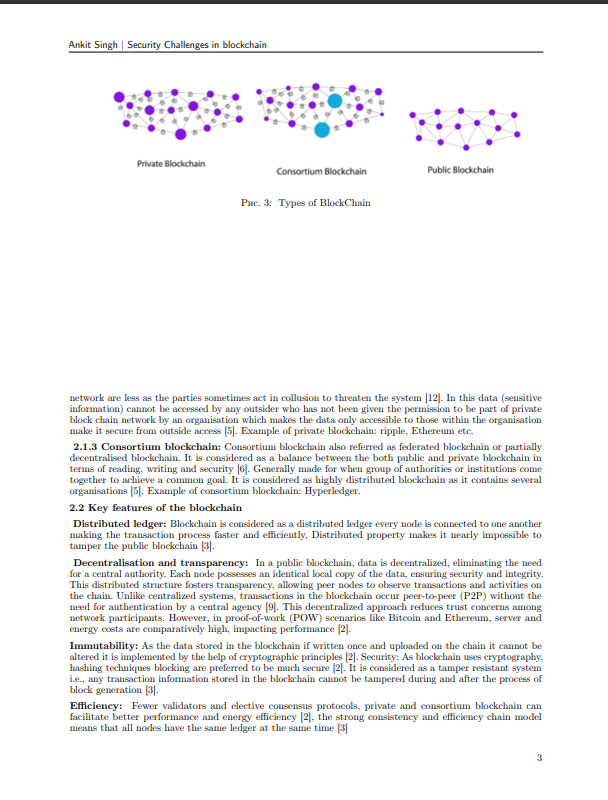 Ankit Singh | Security Challenges in blockchain
Private Blockchain
Consortium Blockchain
Public Blockchain
Рис. 3: Types of BlockChain
network are less as the parties sometimes act in collusion to threaten the system [12]. In this data (sensitive
information) cannot be accessed by any outsider who has not been given the permission to be part of private
block chain network by an organisation which makes the data only accessible to those within the organisation
make it secure from outside access [5]. Example of private blockchain: ripple, Ethereum etc.
2.1.3 Consortium blockchain: Consortium blockchain also referred as federated blockchain or partially
decentralised blockchain. It is considered as a balance between the both public and private blockchain in
terms of reading, writing and security [6]. Generally made for when group of authorities or institutions come
together to achieve a common goal. It is considered as highly distributed blockchain as it contains several
organisations [5]. Example of consortium blockchain: Hyperledger.
2.2 Key features of the blockchain
Distributed ledger: Blockchain is considered as a distributed ledger every node is connected to one another
making the transaction process faster and efficiently, Distributed property makes it nearly impossible to
tamper the public blockchain [3].
Decentralisation and transparency: In a public blockchain, data is decentralized, eliminating the need
for a central authority. Each node possesses an identical local copy of the data, ensuring security and integrity.
This distributed structure fosters transparency, allowing peer nodes to observe transactions and activities on
the chain. Unlike centralized systems, transactions in the blockchain occur peer-to-peer (P2P) without the
need for authentication by a central agency [9]. This decentralized approach reduces trust concerns among
network participants. However, in proof-of-work (POW) scenarios like Bitcoin and Ethereum, server and
energy costs are comparatively high, impacting performance [2].
Immutability: As the data stored in the blockchain if written once and uploaded on the chain it cannot be
altered it is implemented by the help of cryptographic principles [2]. Security: As blockchain uses cryptography,
hashing techniques blocking are preferred to be much secure [2]. It is considered as a tamper resistant system
i.e., any transaction information stored in the blockchain cannot be tampered during and after the process of
block generation [3].
Efficiency: Fewer validators and elective consensus protocols, private and consortium blockchain can
facilitate better performance and energy efficiency [2], the strong consistency and efficiency chain model
means that all nodes have the same ledger at the same time [3]
3